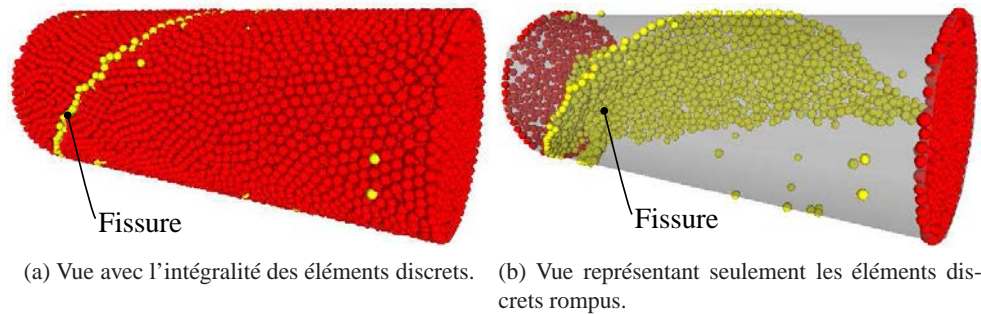 Fissure
Fissure
(a) Vue avec l'intégralité des éléments discrets.
(b) Vue représentant seulement les éléments dis-
crets rompus.